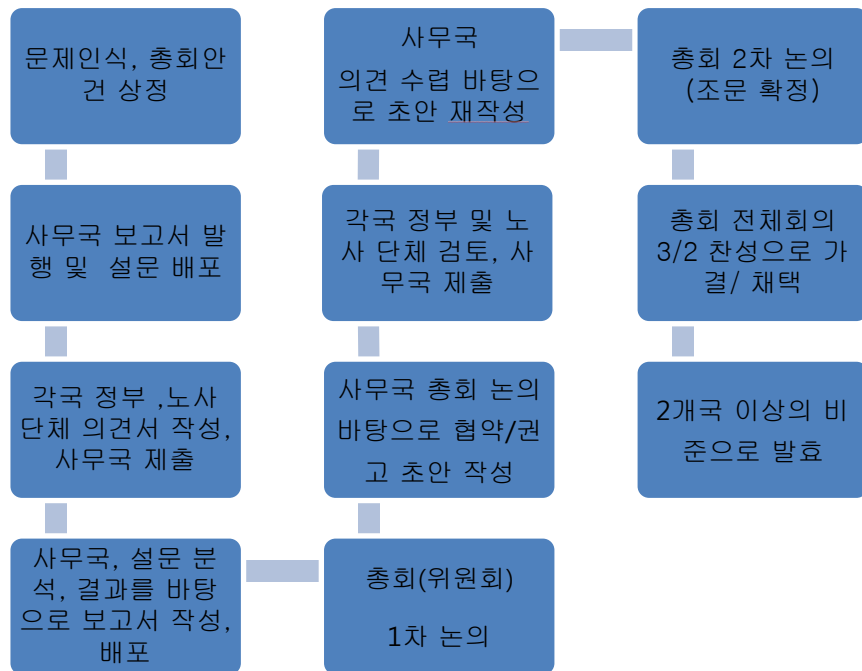 문제인식, 총회안
건 상정
사무국 보고서 발
행 및 설문 배포
각국 정부 ,노사
단체 의견서 작성,
사무국 제출
사무국, 설문 분
석, 결과를 바탕
으로 보고서 작성,
배포
총회(위원회)
1차 논의
사무국 총회 논의
바탕으로 협약/권
고 초안 작성
각국 정부 및 노
사 단체 검토, 사
무국 제출
사무국
의견 수렴 바탕으
로 초안 재작성
총회 2차 논의
(조문 확정)
총회 전체회의
3/2 찬성으로 가
결/ 채택
2개국 이상의 비
준으로 발효